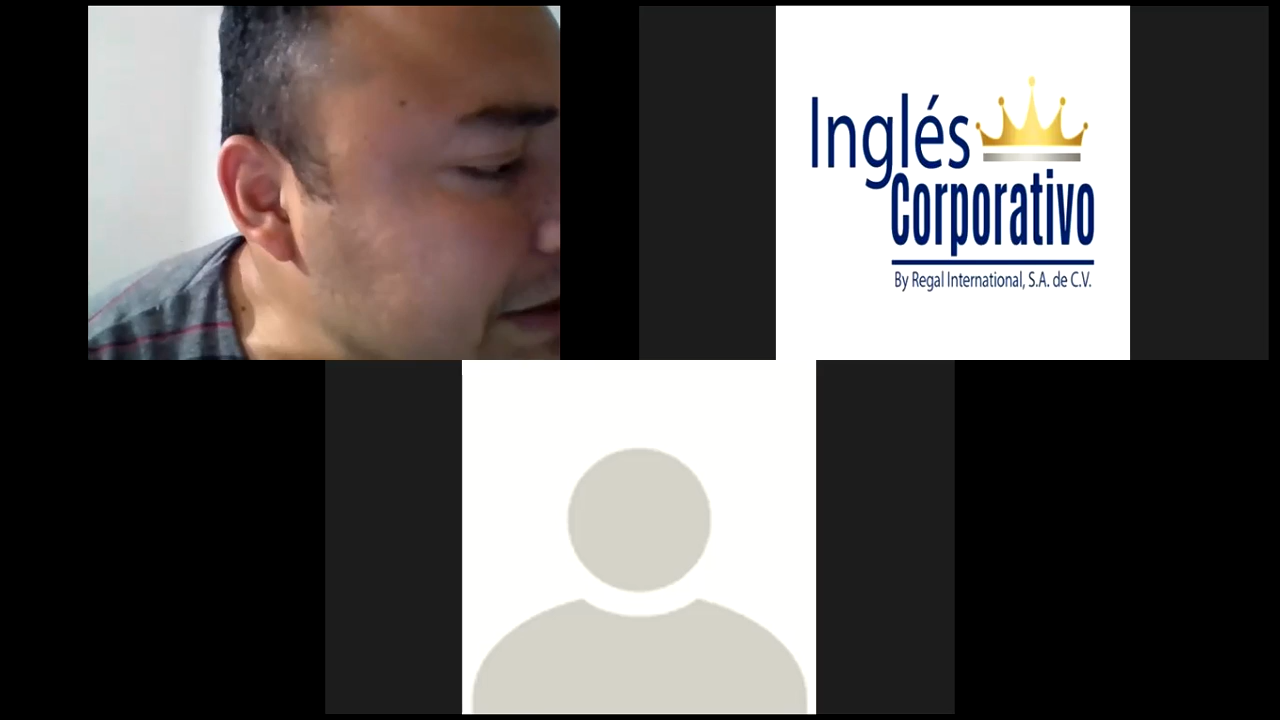 Inglés
Corporativo
By Regal International, S.A. de C.V.